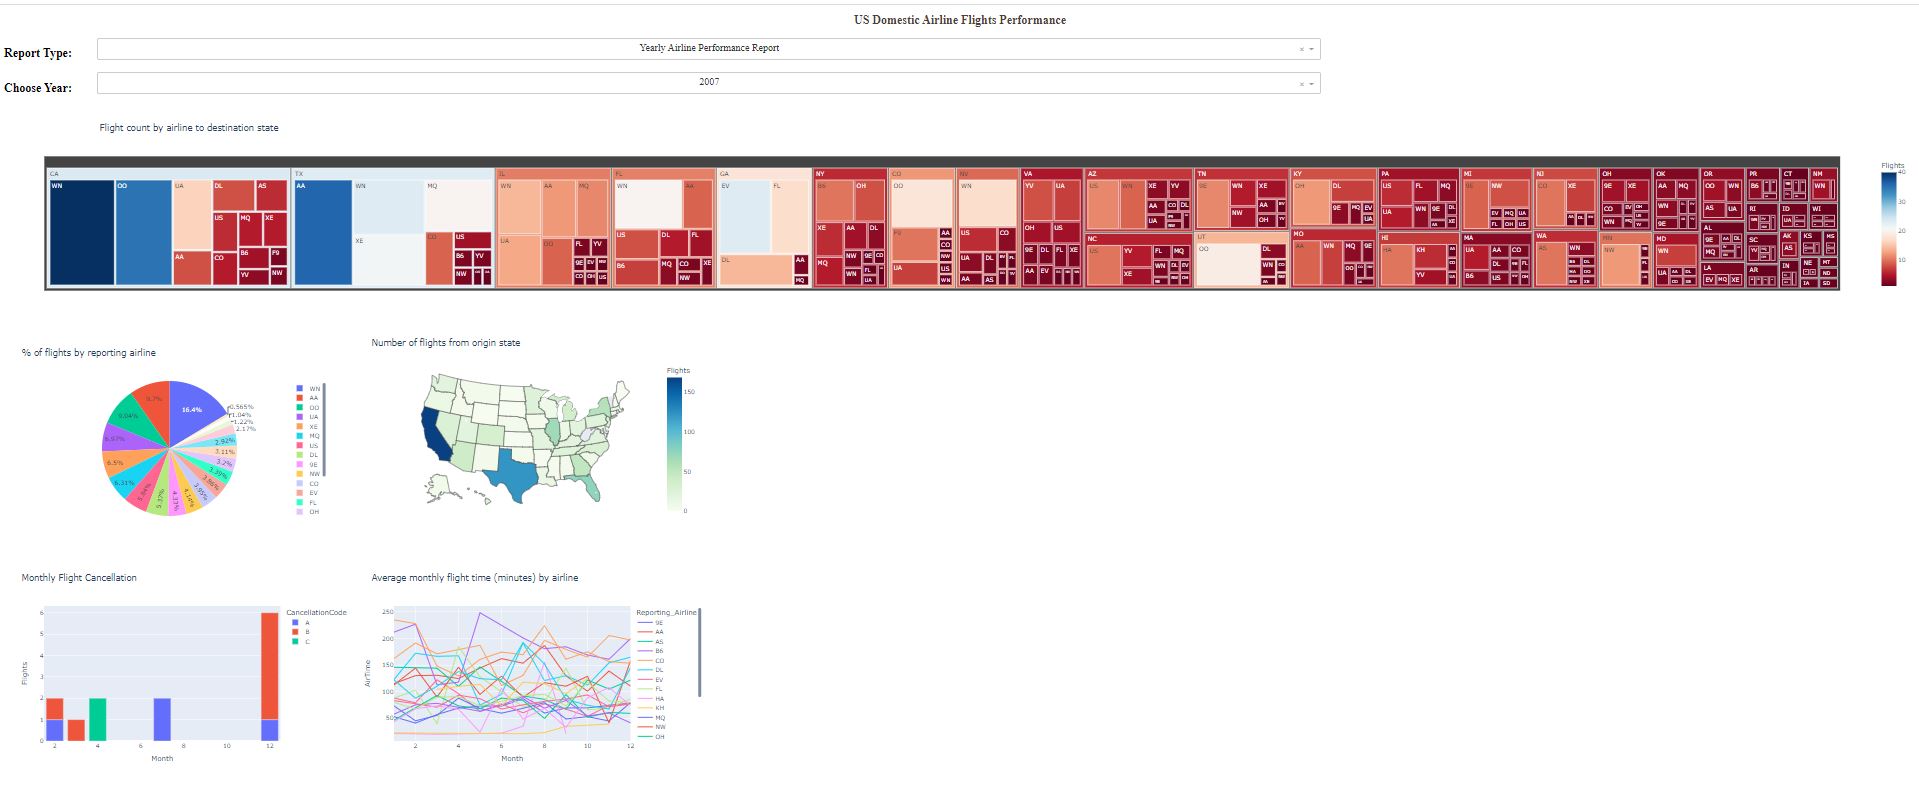 US Domestic Airline Flights Performance
Report Type:
Yearly Airline Performance Report
Choose Year:
2007
Flight count by airline to destination state
CA TX IL FL GA NY CO NV VA AZ TN KY PA MI NJ OH OK OR PR CT NM
WN OO UA DL AS
US MQ XE
AA CO B6 F9
YV NW
AA WN MQ
XE CO US
B6 YV
NW
WN AA MQ
UA OO FL YV
9E EV B6
CO OH US
WN AA
US DL FL
B6 MQ CO XE
NW
EV FL
DL AA
MQ
B6 OH
XE AA DL
MQ NW 9E CO
WN FL
UA
OO
F9 AA
CO
NW
UA US
WN
WN
US CO
UA DL
AA AS
YV UA
OH US
9E DL FL XE
AA EV
US WN XE YV
AA CO DL
UA
NC
US YV FL MQ
WN DL
XE
9E WN XE
NW AA
OH
UT
OO DL
WN
OH DL
9E MQ EV
UA
MO
AA WN MQ 9E
OO
US FL MQ
UA WN 9E DL
HI
HA KH AA
YV
9E NW
EV MQ UA
FL OH US
MA
UA AA CO
DL
B6 US
CO XE
WA
AS WN
9E XE
CO
WN
MN
NW
AA MQ
WN
9E
MD
WN
UA
OO WN
AS UA
AL
9E
MQ
LA
EV MQ XE
RI ID WI
SC AK KS MS
AS
AR IN NE MT
ND
IA SD
WN
Flights
40
30
20
10
% of flights by reporting airline
16.4%
9.7%
9.04%
6.97%
6.5%
6.31%
5.37%
4.33%
4.14%
3.95%
3.86%
3.39%
3.2%
3.11%
2.92%
2.17%
1.22%
1.04%
0.565%
WN
AA
OO
UA
XE
MQ
US
DL
9E
NW
CO
EV
FL
OH
Number of flights from origin state
Flights
150
100
50
0
Monthly Flight Cancellation
Flights
6
5
4
3
2
1
0
2 4 6 8 10 12
Month
CancellationCode
A
B
C
Average monthly flight time (minutes) by airline
AirTime
250
200
150
100
50
2 4 6 8 10 12
Month
Reporting_Airline
9E
AA
AS
B6
CO
DL
EV
FL
HA
KH
MQ
NW
OH